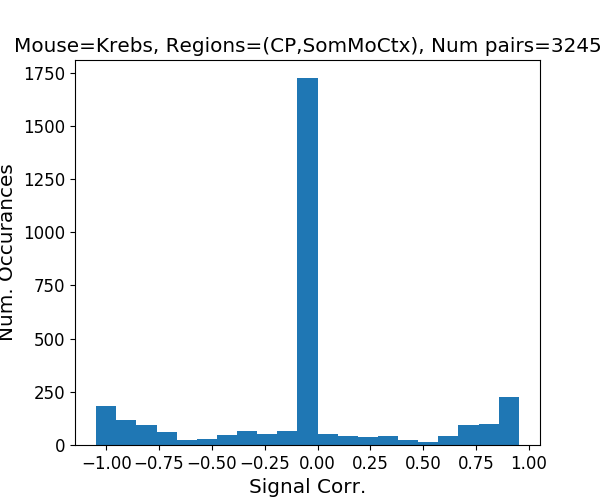 Mouse=Krebs, Regions=(CP,SomMoCtx), Num pairs=3245
Num. Occurances
1750
1500
1250
1000
750
500
250
0
−1.00 −0.75 −0.50 −0.25 0.00 0.25 0.50 0.75 1.00
Signal Corr.